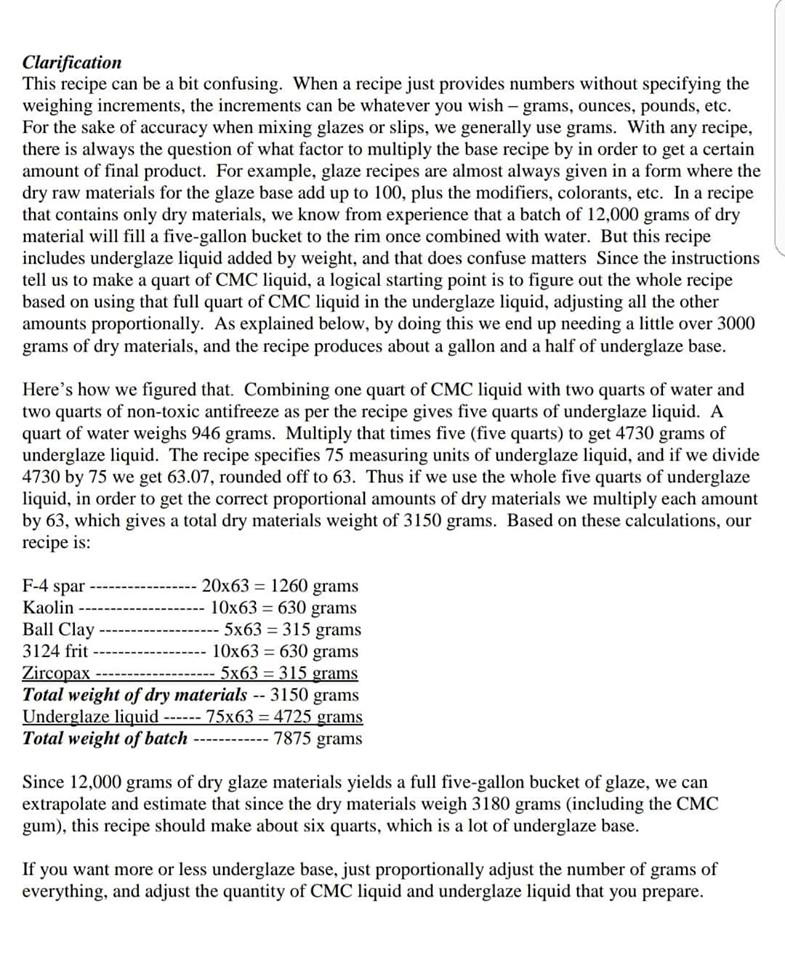 Clarification
This recipe can be a bit confusing.  When a recipe just provides numbers without specifying the
weighing increments, the increments can be whatever you wish – grams, ounces, pounds, etc.
For the sake of accuracy when mixing glazes or slips, we generally use grams.  With any recipe,
there is always the question of what factor to multiply the base recipe by in order to get a certain
amount of final product.  For example, glaze recipes are almost always given in a form where the
dry raw materials for the glaze base add up to 100, plus the modifiers, colorants, etc.  In a recipe
that contains only dry materials, we know from experience that a batch of 12,000 grams of dry
material will fill a five-gallon bucket to the rim once combined with water.  But this recipe
includes underglaze liquid added by weight, and that does confuse matters  Since the instructions
tell us to make a quart of CMC liquid, a logical starting point is to figure out the whole recipe
based on using that full quart of CMC liquid in the underglaze liquid, adjusting all the other
amounts proportionally.  As explained below, by doing this we end up needing a little over 3000
grams of dry materials, and the recipe produces about a gallon and a half of underglaze base.
Here's how we figured that.  Combining one quart of CMC liquid with two quarts of water and
two quarts of non-toxic antifreeze as per the recipe gives five quarts of underglaze liquid.  A
quart of water weighs 946 grams.  Multiply that times five (five quarts) to get 4730 grams of
underglaze liquid.  The recipe specifies 75 measuring units of underglaze liquid, and if we divide
4730 by 75 we get 63.07, rounded off to 63.  Thus if we use the whole five quarts of underglaze
liquid, in order to get the correct proportional amounts of dry materials we multiply each amount
by 63, which gives a total dry materials weight of 3150 grams.  Based on these calculations, our
recipe is:
F-4 spar ----------------- 20x63 = 1260 grams
Kaolin -------------------- 10x63 = 630 grams
Ball Clay ------------------- 5x63 = 315 grams
3124 frit ------------------ 10x63 = 630 grams
Zircopax ------------------- 5x63 = 315 grams
Total weight of dry materials -- 3150 grams
Underglaze liquid ------ 75x63 = 4725 grams
Total weight of batch ------------ 7875 grams
Since 12,000 grams of dry glaze materials yields a full five-gallon bucket of glaze, we can
extrapolate and estimate that since the dry materials weigh 3180 grams (including the CMC
gum), this recipe should make about six quarts, which is a lot of underglaze base.
If you want more or less underglaze base, just proportionally adjust the number of grams of
everything, and adjust the quantity of CMC liquid and underglaze liquid that you prepare.